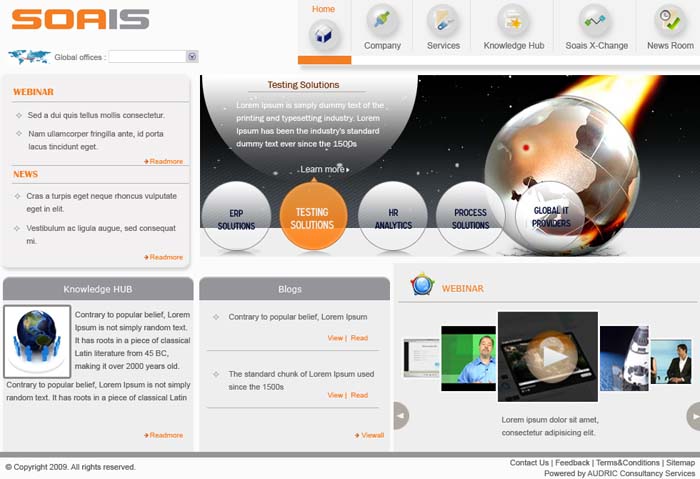 SOAIS
Global offices :
Home
Company
Services
Knowledge Hub
Soais X-Change
News Room
WEBINAR
Sed a dui quis tellus mollis consectetur.
Nam ullamcorper fringilla ante, id porta
lacus tincidunt eget.
Readmore
NEWS
Cras a turpis eget neque rhoncus vulputate
eget in elit.
Vestibulum ac ligula augue, sed consequat
mi.
Readmore
Testing Solutions
Lorem Ipsum is simply dummy text of the
printing and typesetting industry. Lorem
Ipsum has been the industry's standard
dummy text ever since the 1500s
Learn more
ERP
SOLUTIONS
TESTING
SOLUTIONS
HR
ANALYTICS
PROCESS
SOLUTIONS
GLOBAL IT
PROVIDERS
Knowledge HUB
Contrary to popular belief, Lorem
Ipsum is not simply random text.
It has roots in a piece of classical
Latin literature from 45 BC,
making it over 2000 years old.
Contrary to popular belief, Lorem Ipsum is not simply
random text. It has roots in a piece of classical Latin
Readmore
Blogs
Contrary to popular belief, Lorem Ipsum
View | Read
The standard chunk of Lorem Ipsum used
since the 1500s
View | Read
Viewall
WEBINAR
Lorem ipsum dolor sit amet,
consectetur adipisicing elit.
© Copyright 2009. All rights reserved.
Contact Us | Feedback | Terms&Conditions | Sitemap
Powered by AUDRIC Consultancy Services